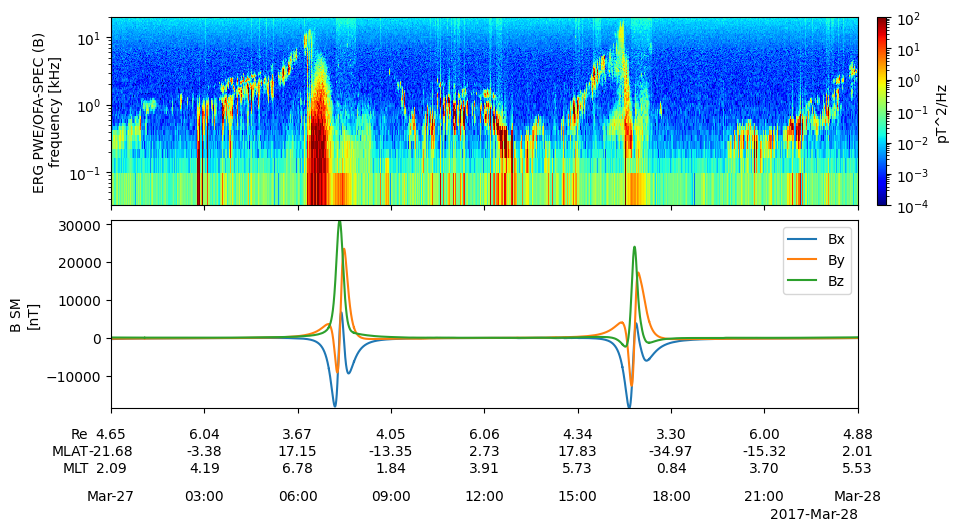 ERG PWE/OFA-SPEC (B)
frequency [kHz]
10^1
10^0
10^-1
10^2
10^1
10^0
10^-1
10^-2
10^-3
10^-4
pT^2/Hz
B SM
[nT]
30000
20000
10000
0
−10000
Bx
By
Bz
Re 4.65 6.04 3.67 4.05 6.06 4.34 3.30 6.00 4.88
MLAT -21.68 -3.38 17.15 -13.35 2.73 17.83 -34.97 -15.32 2.01
MLT 2.09 4.19 6.78 1.84 3.91 5.73 0.84 3.70 5.53
Mar-27 03:00 06:00 09:00 12:00 15:00 18:00 21:00 Mar-28
2017-Mar-28